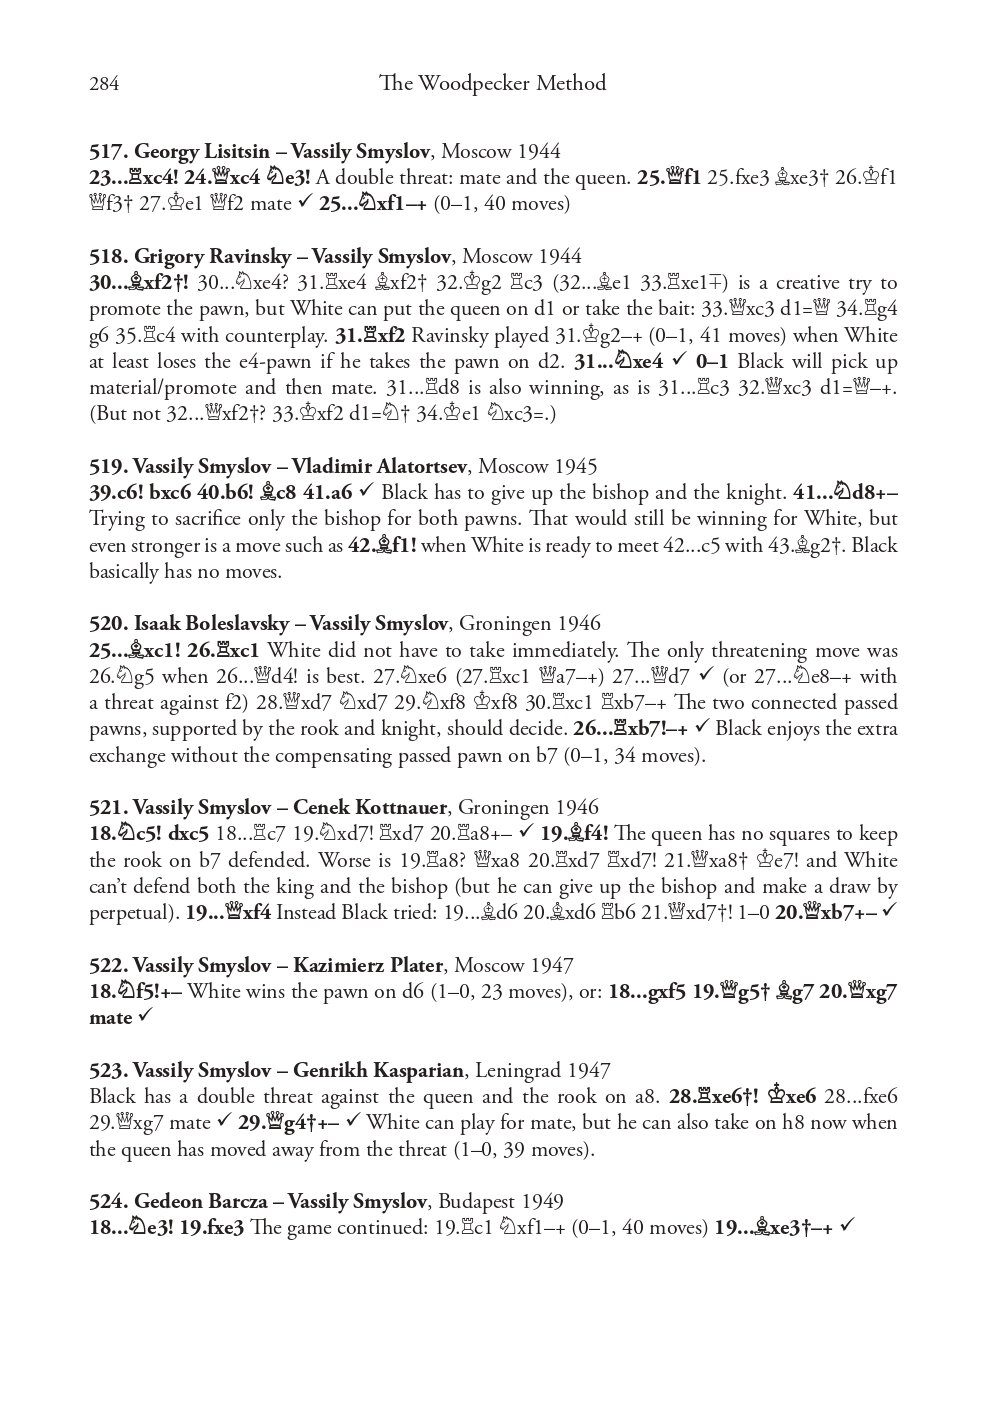 284 The Woodpecker Method
517. Georgy Lisitsin – Vassily Smyslov, Moscow 1944
23...♖xc4! 24.♕xc4 ♘e3! A double threat: mate and the queen. 25.♕f1 25.fxe3 ♗xe3† 26.♔f1
♕f3† 27.♔e1 ♕f2 mate ✓ 25...♘xf1–+ (0–1, 40 moves)
518. Grigory Ravinsky – Vassily Smyslov, Moscow 1944
30...♗xf2†! 30...♘xe4? 31.♖xe4 ♗xf2† 32.♔g2 ♖c3 (32...♗e1 33.♖xe1∓) is a creative try to
promote the pawn, but White can put the queen on d1 or take the bait: 33.♕xc3 d1=♕ 34.♖g4
g6 35.♖c4 with counterplay. 31.♖xf2 Ravinsky played 31.♔g2–+ (0–1, 41 moves) when White
at least loses the e4-pawn if he takes the pawn on d2. 31...♘xe4 ✓ 0–1 Black will pick up
material/promote and then mate. 31...♖d8 is also winning, as is 31...♖c3 32.♕xc3 d1=♕–+.
(But not 32...♕xf2†? 33.♔xf2 d1=♘† 34.♔e1 ♘xc3=.)
519. Vassily Smyslov – Vladimir Alatortsev, Moscow 1945
39.c6! bxc6 40.b6! ♗c8 41.a6 ✓ Black has to give up the bishop and the knight. 41...♘d8+–
Trying to sacrifice only the bishop for both pawns. That would still be winning for White, but
even stronger is a move such as 42.♗f1! when White is ready to meet 42...c5 with 43.♗g2†. Black
basically has no moves.
520. Isaak Boleslavsky – Vassily Smyslov, Groningen 1946
25...♗xc1! 26.♖xc1 White did not have to take immediately. The only threatening move was
26.♘g5 when 26...♕d4! is best. 27.♘xe6 (27.♖xc1 ♕a7–+) 27...♕d7 ✓ (or 27...♘e8–+ with
a threat against f2) 28.♕xd7 ♘xd7 29.♘xf8 ♔xf8 30.♖xc1 ♖xb7–+ The two connected passed
pawns, supported by the rook and knight, should decide. 26...♖xb7!–+ ✓ Black enjoys the extra
exchange without the compensating passed pawn on b7 (0–1, 34 moves).
521. Vassily Smyslov – Cenek Kottnauer, Groningen 1946
18.♘c5! dxc5 18...♖c7 19.♘xd7! ♖xd7 20.♖a8+– ✓ 19.♗f4! The queen has no squares to keep
the rook on b7 defended. Worse is 19.♖a8? ♕xa8 20.♖xd7 ♖xd7! 21.♕xa8† ♔e7! and White
can’t defend both the king and the bishop (but he can give up the bishop and make a draw by
perpetual). 19...♕xf4 Instead Black tried: 19...♗d6 20.♗xd6 ♖b6 21.♕xd7†! 1–0 20.♕xb7+– ✓
522. Vassily Smyslov – Kazimierz Plater, Moscow 1947
18.♘f5!+– White wins the pawn on d6 (1–0, 23 moves), or: 18...gxf5 19.♕g5† ♗g7 20.♕xg7
mate ✓
523. Vassily Smyslov – Genrikh Kasparian, Leningrad 1947
Black has a double threat against the queen and the rook on a8. 28.♖xe6†! ♔xe6 28...fxe6
29.♕xg7 mate ✓ 29.♕g4†+– ✓ White can play for mate, but he can also take on h8 now when
the queen has moved away from the threat (1–0, 39 moves).
524. Gedeon Barcza – Vassily Smyslov, Budapest 1949
18...♘e3! 19.fxe3 The game continued: 19.♖c1 ♘xf1–+ (0–1, 40 moves) 19...♗xe3†–+ ✓